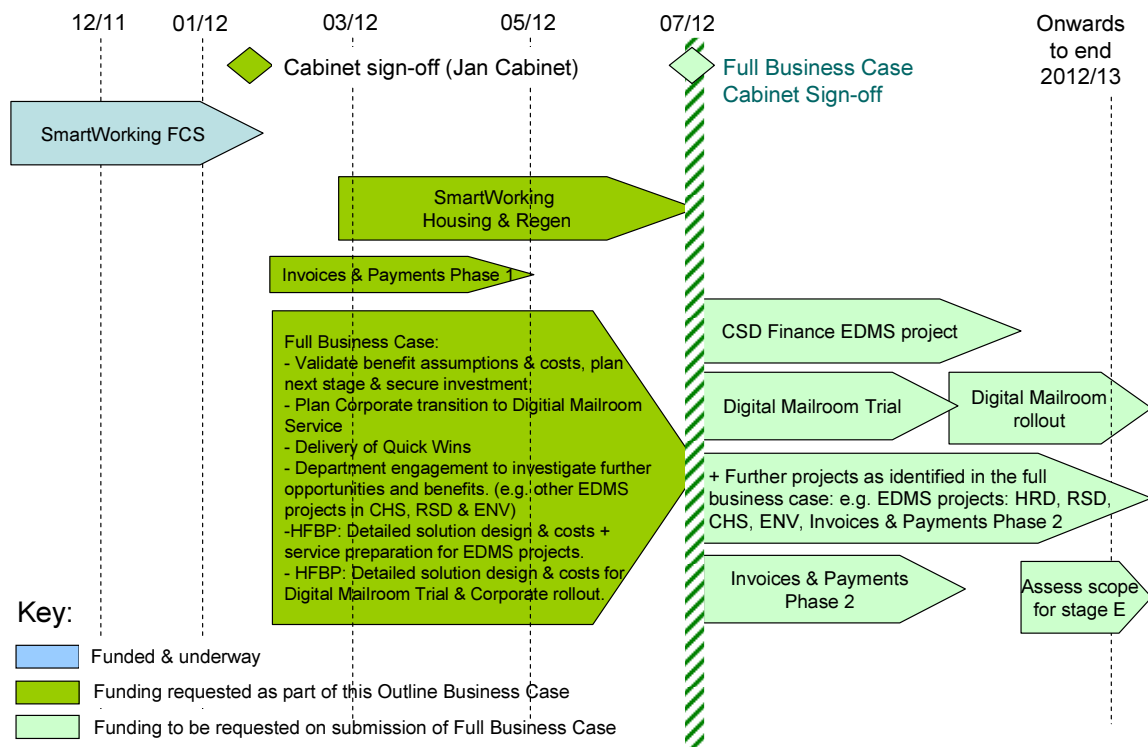 12/11
01/12
03/12
05/12
07/12
Onwards
to end
2012/13
Cabinet sign-off (Jan Cabinet)
Full Business Case
Cabinet Sign-off
SmartWorking FCS
SmartWorking
Housing & Regen
Invoices & Payments Phase 1
Full Business Case:
- Validate benefit assumptions & costs, plan
next stage & secure investment,
- Plan Corporate transition to Digitial Mailroom
Service
- Delivery of Quick Wins
- Department engagement to investigate further
opportunities and benefits. (e.g. other EDMS
projects in CHS, RSD & ENV)
-HFBP: Detailed solution design & costs +
service preparation for EDMS projects.
- HFBP: Detailed solution design & costs for
Digital Mailroom Trial & Corporate rollout.
CSD Finance EDMS project
Digital Mailroom Trial
Digital Mailroom
rollout
+ Further projects as identified in the full
business case: e.g. EDMS projects: HRD, RSD,
CHS, ENV, Invoices & Payments Phase 2
Invoices & Payments
Phase 2
Assess scope
for stage E
Key:
Funded & underway
Funding requested as part of this Outline Business Case
Funding to be requested on submission of Full Business Case